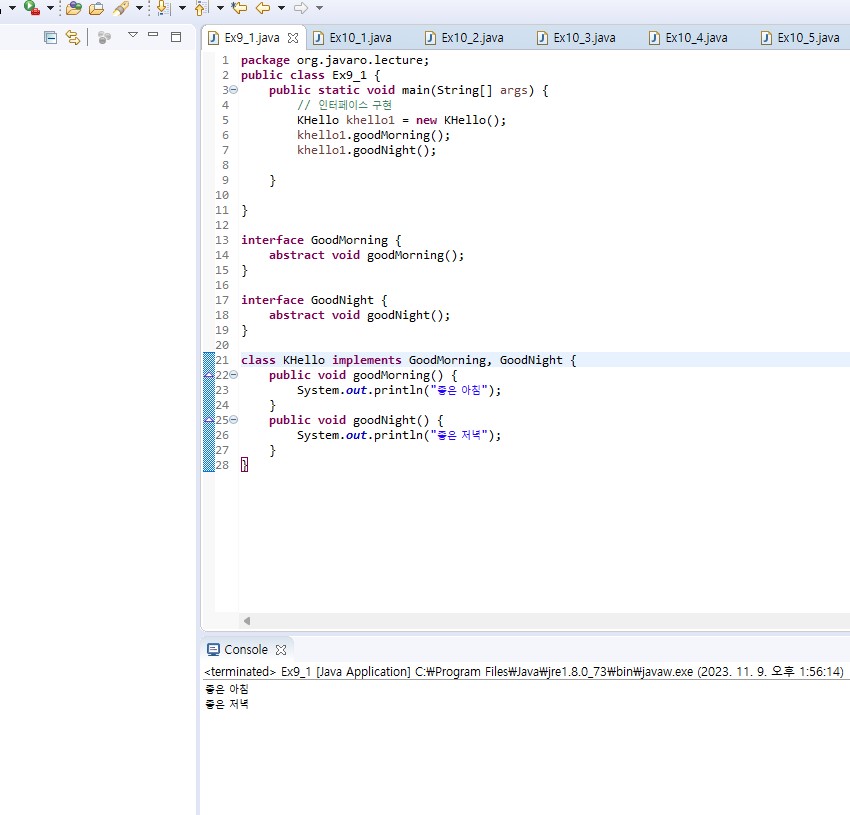 Ex9_1.java
Ex10_1.java
Ex10_2.java
Ex10_3.java
Ex10_4.java
Ex10_5.java
1 package org.javaro.lecture;
2 public class Ex9_1 {
3 public static void main(String[] args) {
4 // 인터페이스 구현
5 KHello khello1 = new KHello();
6 khello1.goodMorning();
7 khello1.goodNight();
8
9 }
10
11 }
12
13 interface GoodMorning {
14 abstract void goodMorning();
15 }
16
17 interface GoodNight {
18 abstract void goodNight();
19 }
20
21 class KHello implements GoodMorning, GoodNight {
22 public void goodMorning() {
23 System.out.println("좋은 아침");
24 }
25 public void goodNight() {
26 System.out.println("좋은 저녁");
27 }
28 }
Console
<terminated> Ex9_1 [Java Application] C:₩Program Files₩Java₩jre1.8.0_73₩bin₩javaw.exe (2023. 11. 9. 오후 1:56:14)
좋은 아침
좋은 저녁